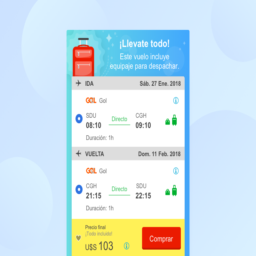 ¡Llevate todo!
Este vuelo incluye
equipaje para despachar.
IDA Sáb. 27 Ene. 2018
GOL Gol
SDU CGH
08:10 Directo 09:10
Duración: 1h
VUELTA Dom. 11 Feb. 2018
GOL Gol
CGH SDU
21:15 Directo 22:15
Duración: 1h
Precio final
¡Todo incluido!
U$S 103
Comprar